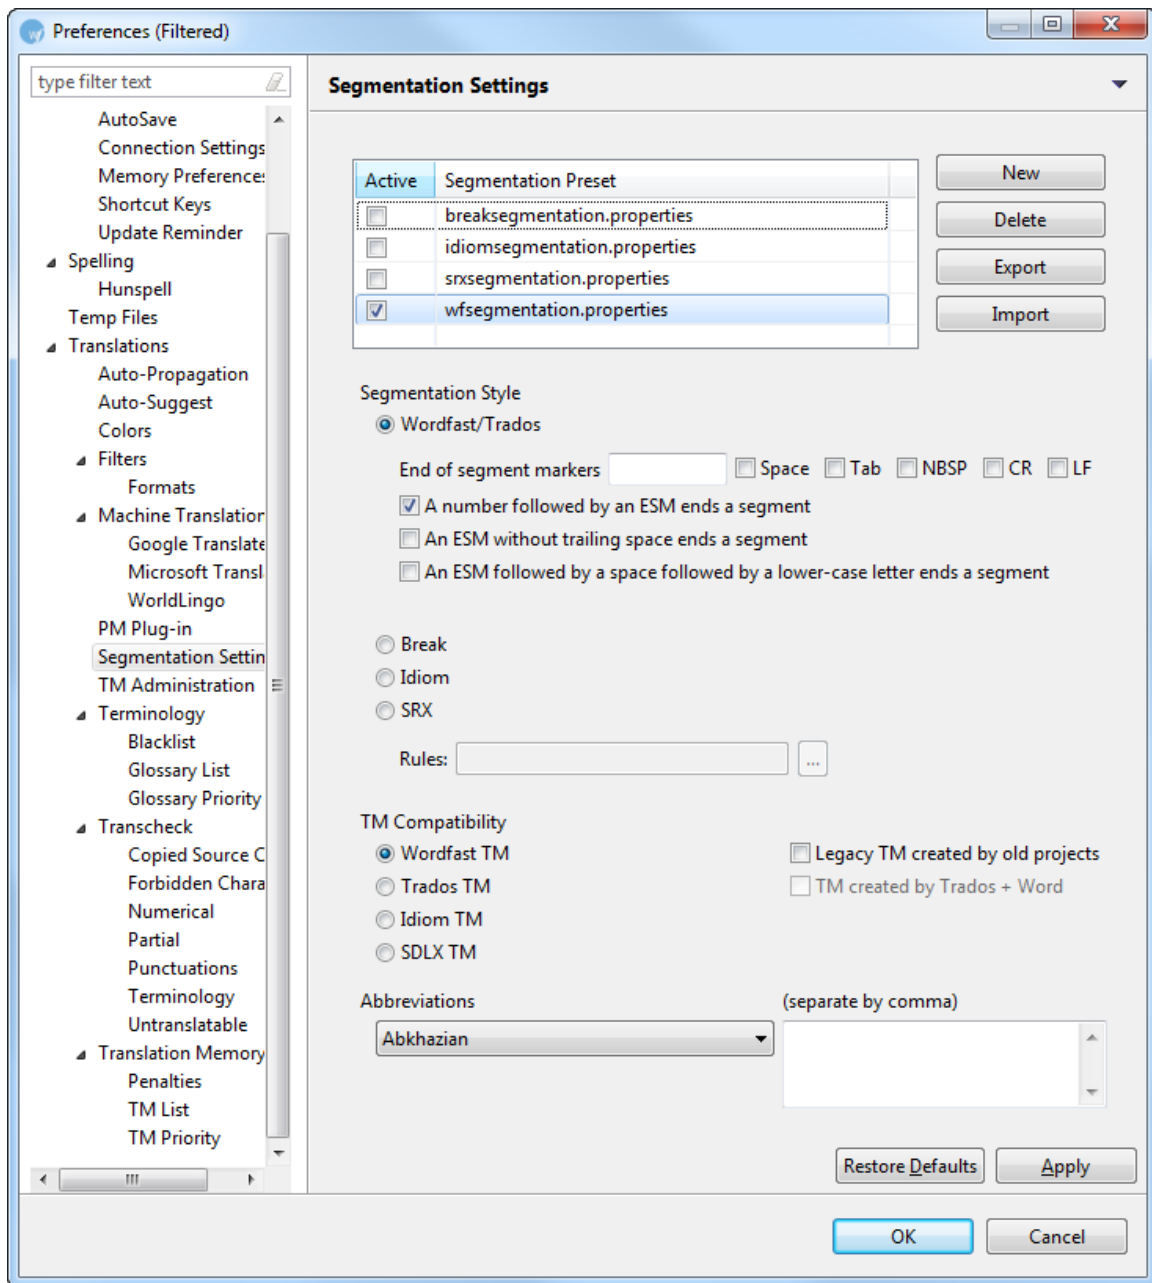 Preferences (Filtered)
type filter text
AutoSave
Connection Settings
Memory Preferences
Shortcut Keys
Update Reminder
Spelling
Hunspell
Temp Files
Translations
Auto-Propagation
Auto-Suggest
Colors
Filters
Formats
Machine Translation
Google Translate
Microsoft Transl
WorldLingo
PM Plug-in
Segmentation Settin
TM Administration
Terminology
Blacklist
Glossary List
Glossary Priority
Transcheck
Copied Source C
Forbidden Chara
Numerical
Partial
Punctuations
Terminology
Untranslatable
Translation Memory
Penalties
TM List
TM Priority
Segmentation Settings
Active Segmentation Preset
breaksegmentation.properties
idiomsegmentation.properties
srxsegmentation.properties
wfsegmentation.properties
New
Delete
Export
Import
Segmentation Style
Wordfast/Trados
End of segment markers Space Tab NBSP CR LF
A number followed by an ESM ends a segment
An ESM without trailing space ends a segment
An ESM followed by a space followed by a lower-case letter ends a segment
Break
Idiom
SRX
Rules: ...
TM Compatibility
Wordfast TM Legacy TM created by old projects
Trados TM TM created by Trados + Word
Idiom TM
SDLX TM
Abbreviations (separate by comma)
Abkhazian
Restore Defaults Apply
OK Cancel